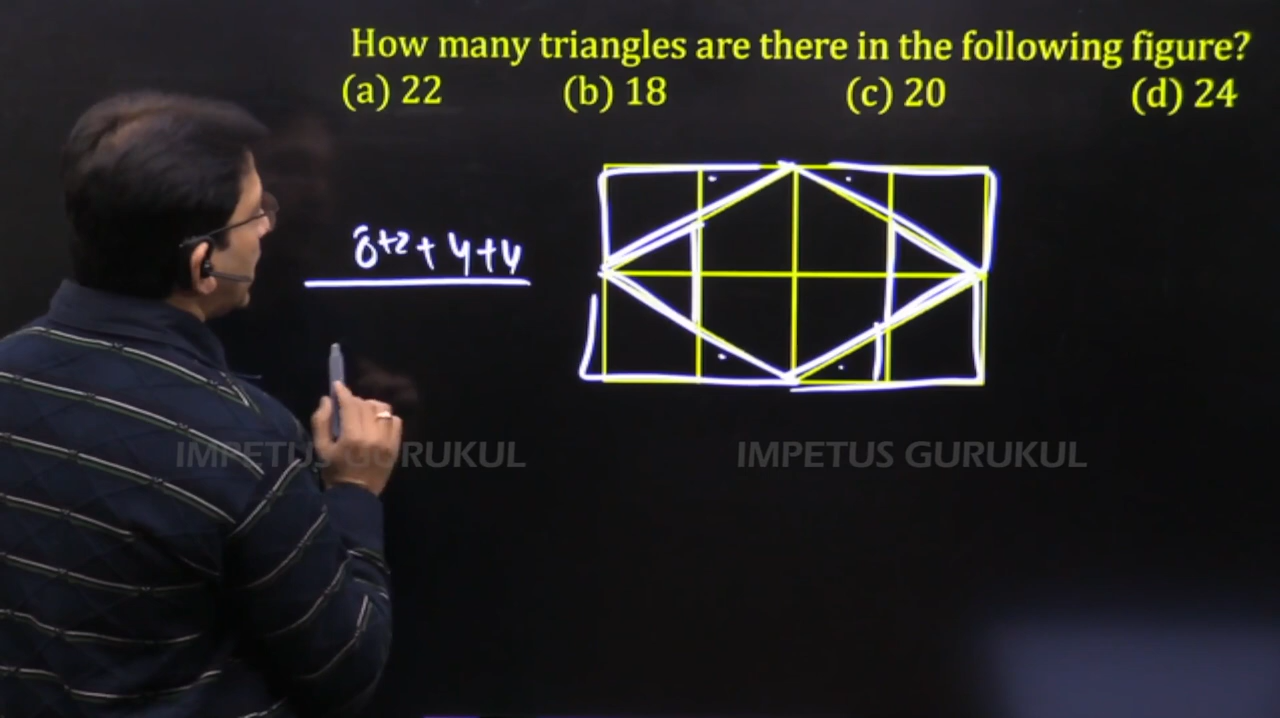 How many triangles are there in the following figure?
(a) 22 (b) 18 (c) 20 (d) 24
8+2+4+4
IMPETUS GURUKUL IMPETUS GURUKUL